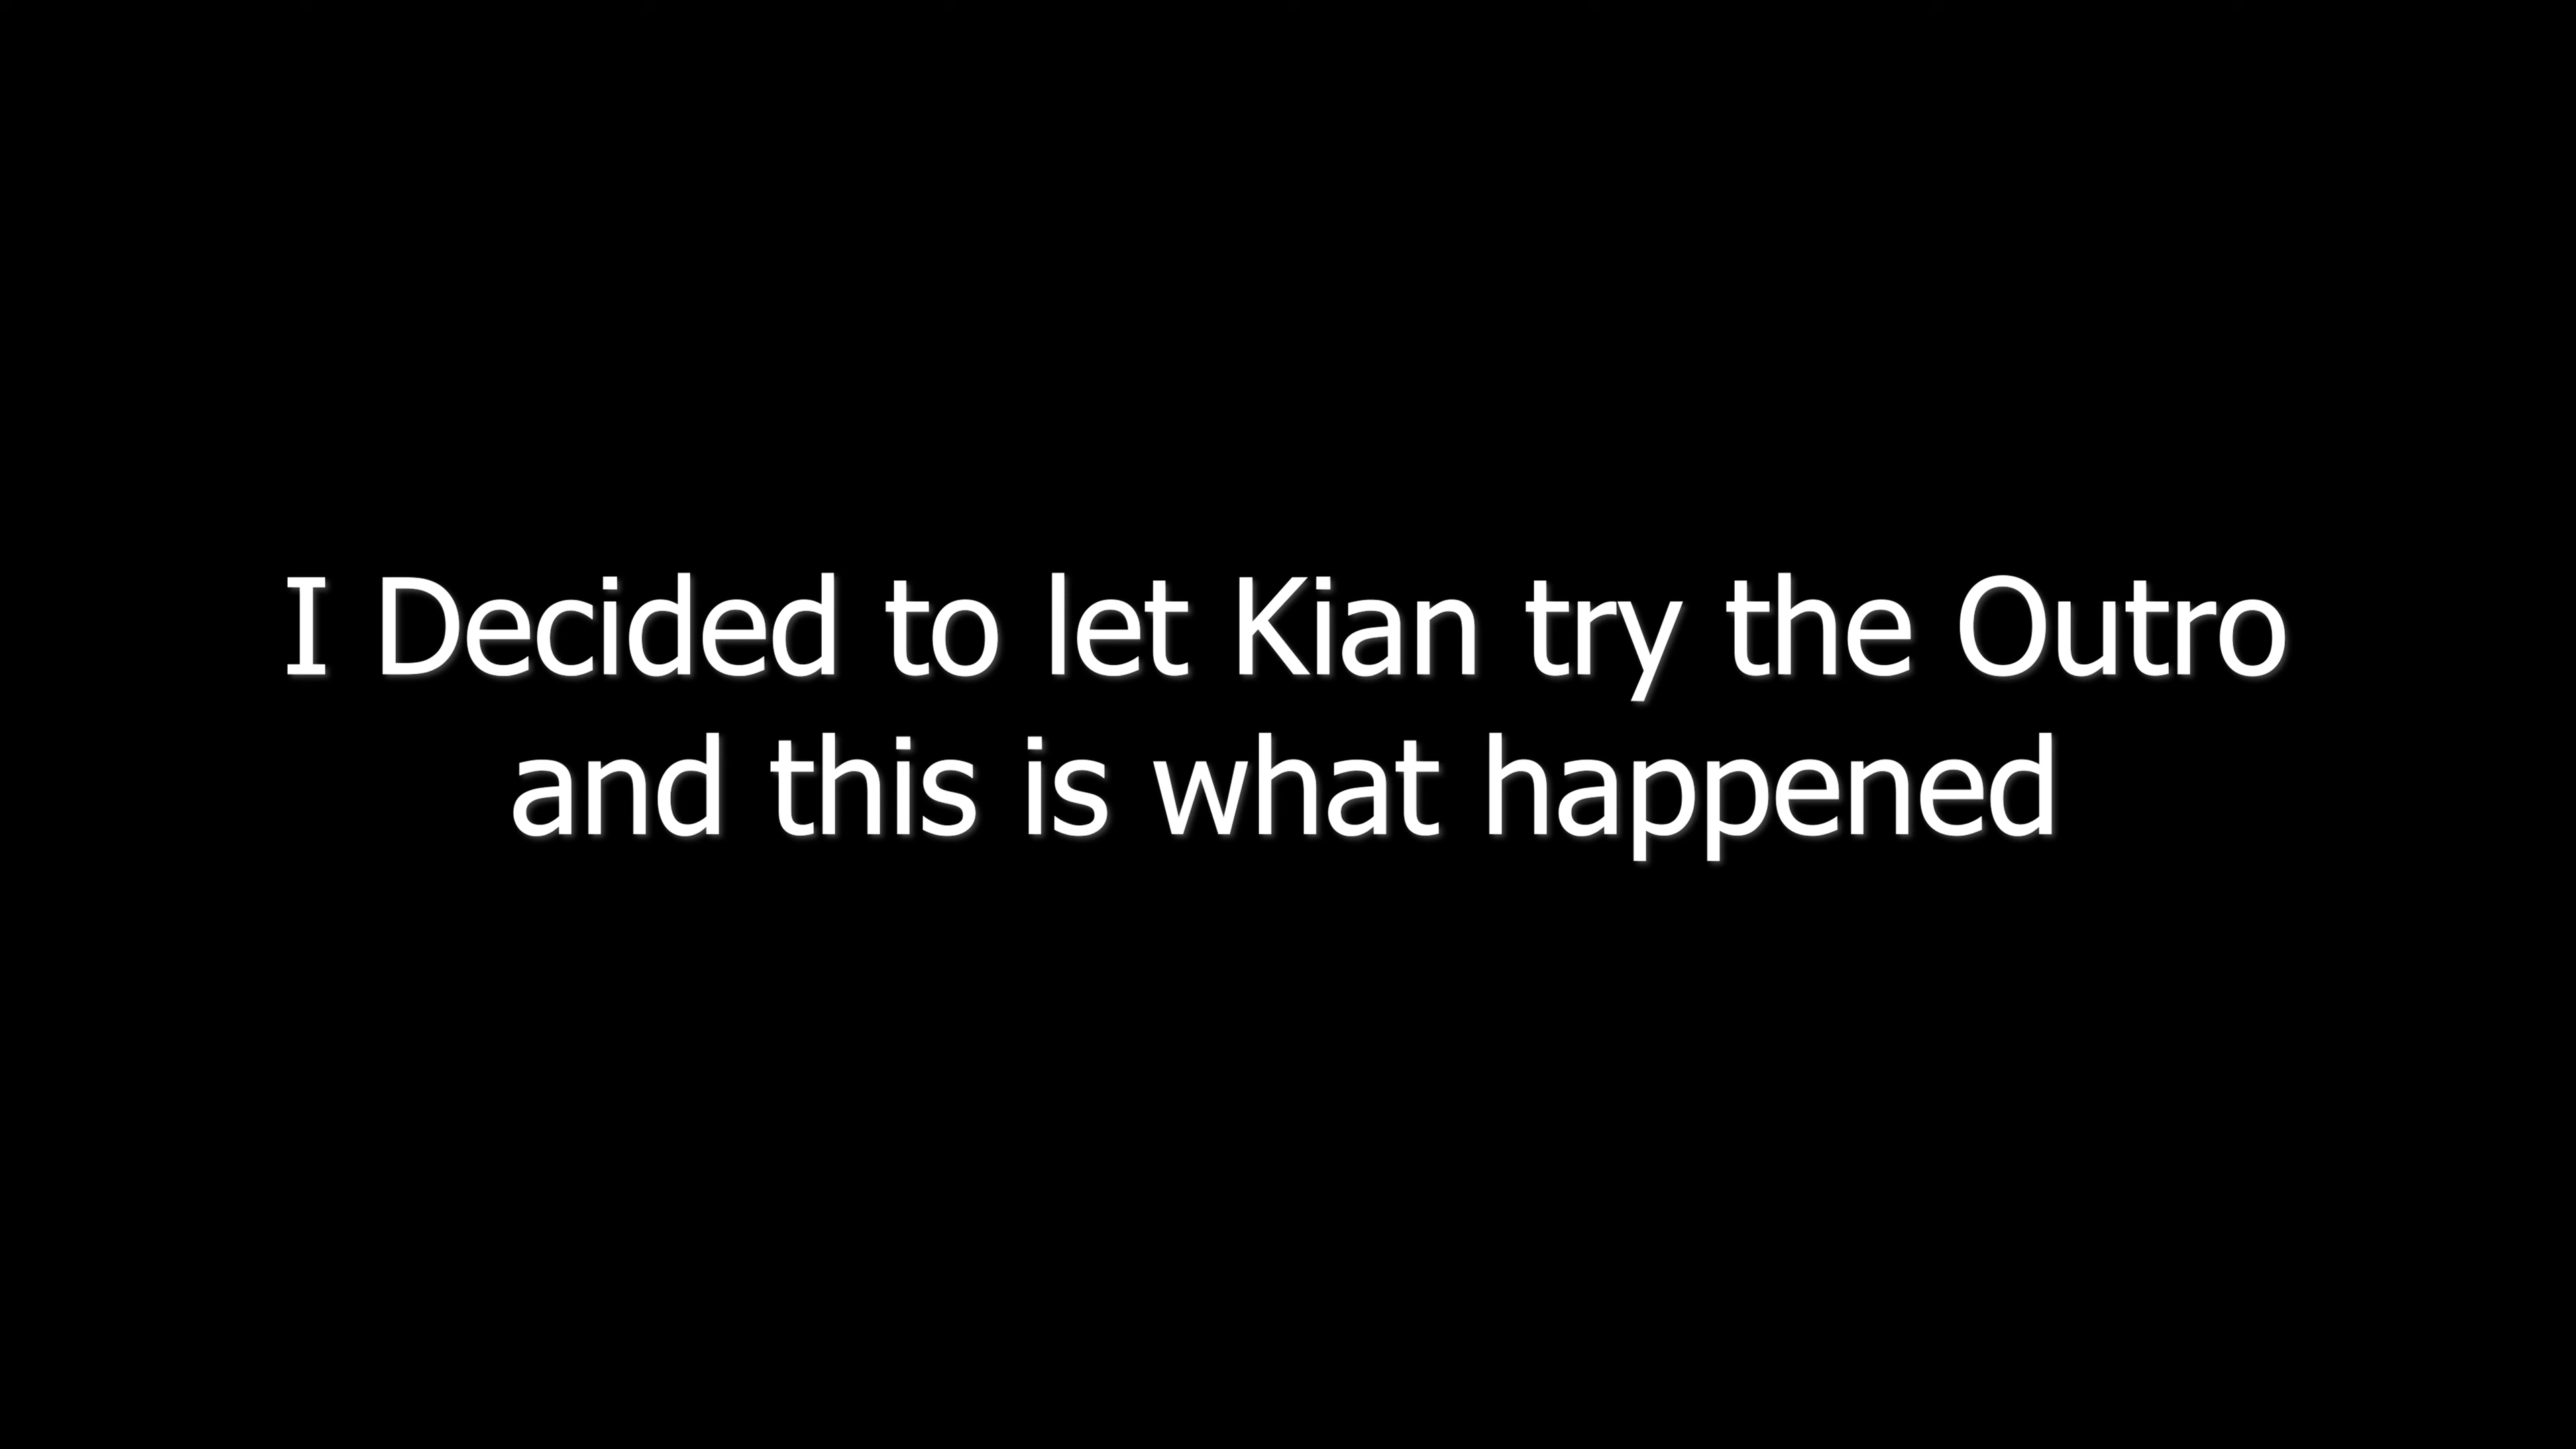 I Decided to let Kian try the Outro
and this is what happened